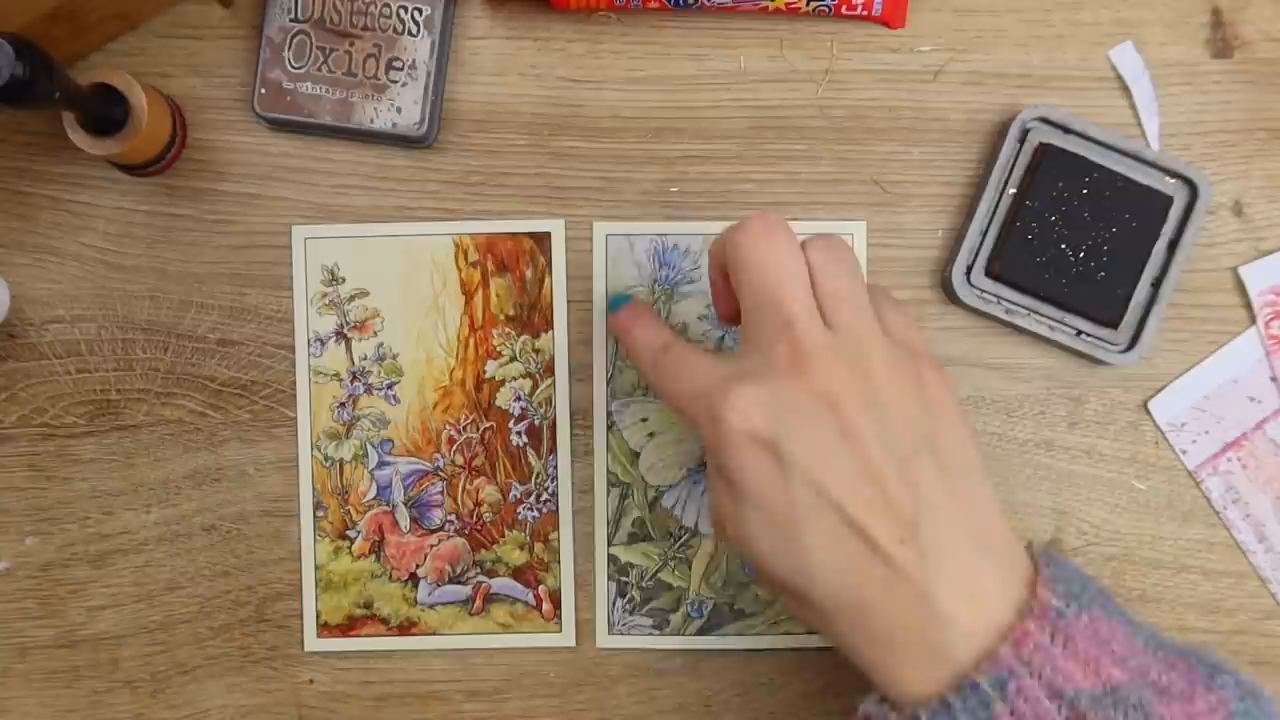 Distress
Oxide
– vintage photo –